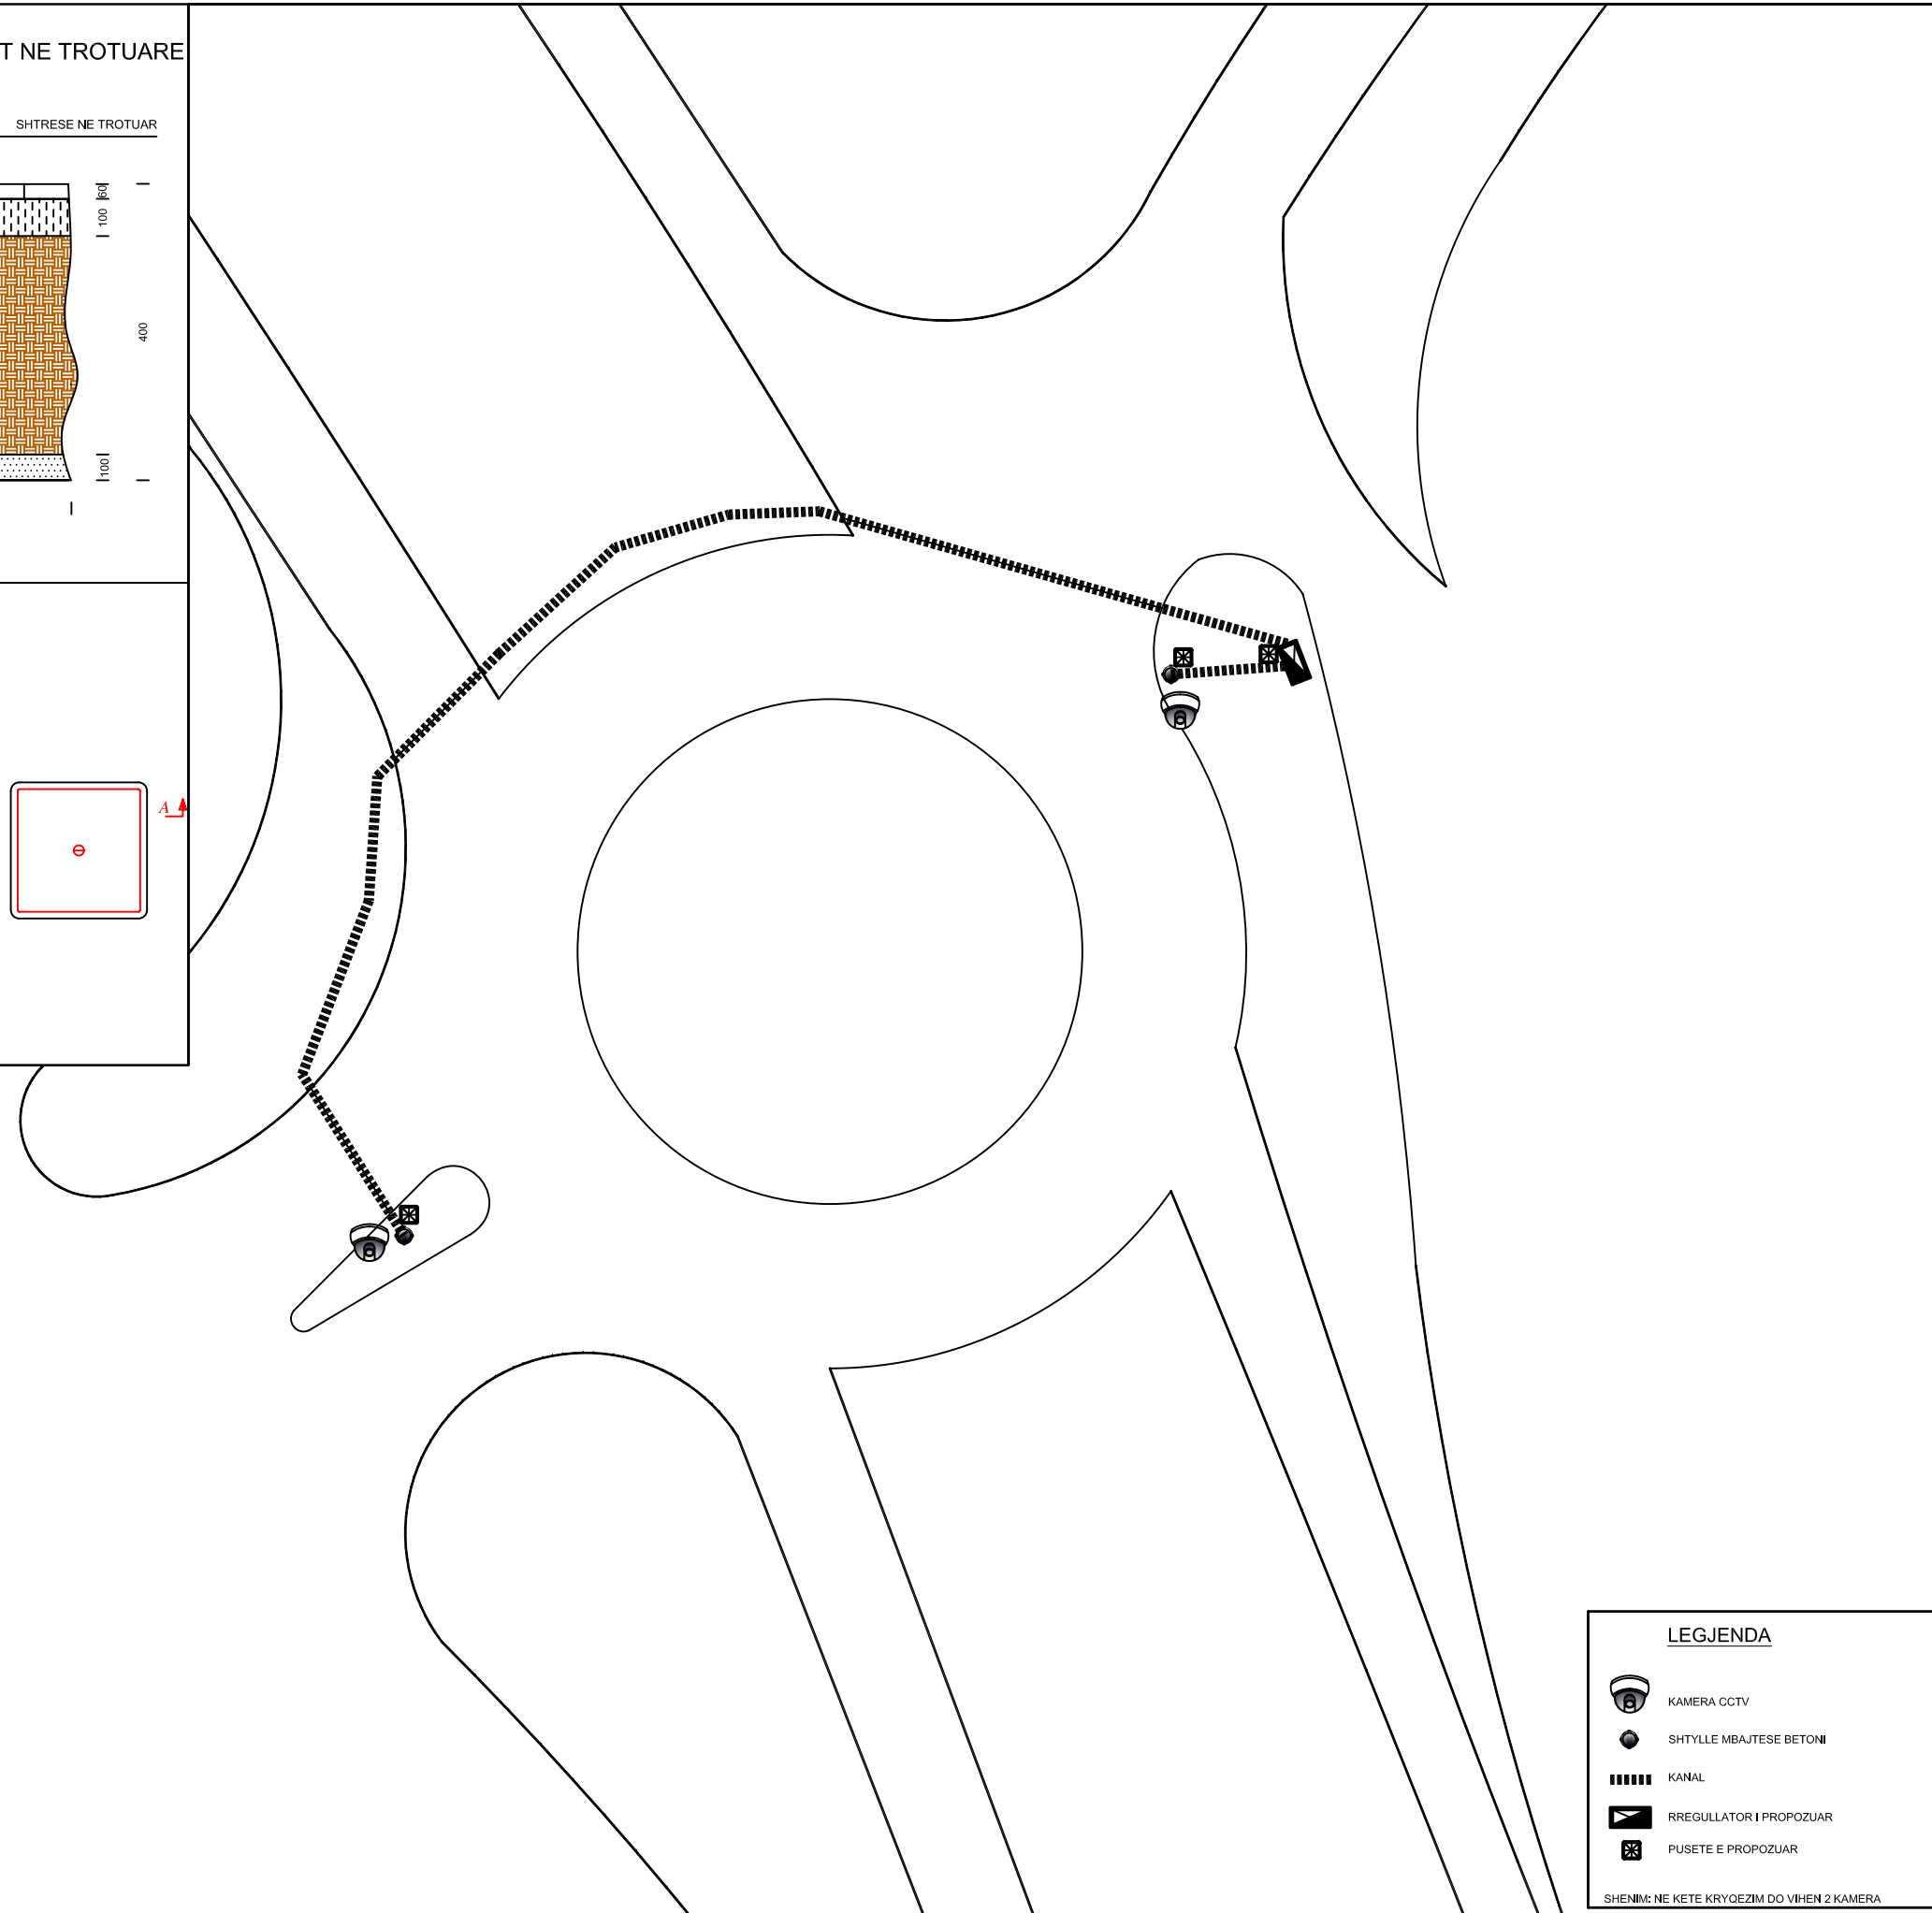 T NE TROTUARE
SHTRESE NE TROTUAR
60
100
400
100
A
LEGJENDA
KAMERA CCTV
SHTYLLE MBAJTESE BETONI
KANAL
RREGULLATOR I PROPOZUAR
PUSETE E PROPOZUAR
SHENIM: NE KETE KRYQEZIM DO VIHEN 2 KAMERA